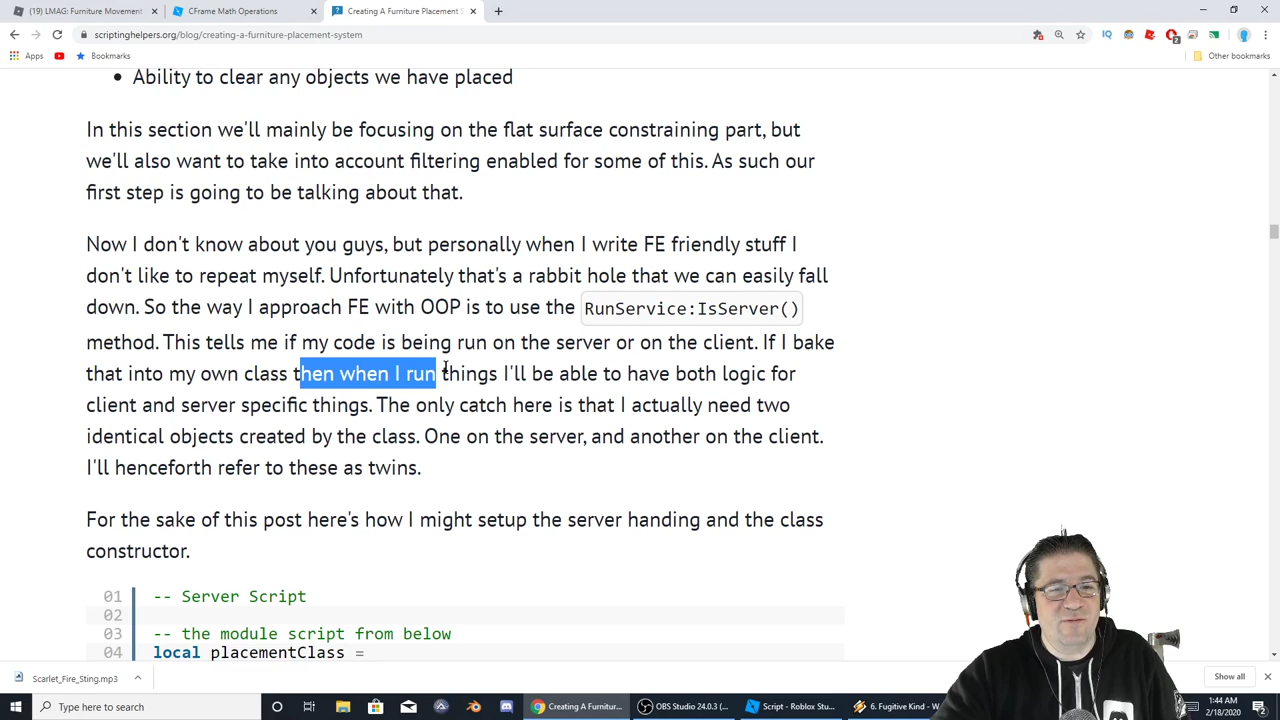 (19) LMAG: Furniture Movement
CFrame Math Operations
Creating A Furniture Placement S
scriptinghelpers.org/blog/creating-a-furniture-placement-system
Apps
Bookmarks
Other bookmarks
Ability to clear any objects we have placed
In this section we'll mainly be focusing on the flat surface constraining part, but
we'll also want to take into account filtering enabled for some of this. As such our
first step is going to be talking about that.
Now I don't know about you guys, but personally when I write FE friendly stuff I
don't like to repeat myself. Unfortunately that's a rabbit hole that we can easily fall
down. So the way I approach FE with OOP is to use the RunService:IsServer()
method. This tells me if my code is being run on the server or on the client. If I bake
that into my own class then when I run things I'll be able to have both logic for
client and server specific things. The only catch here is that I actually need two
identical objects created by the class. One on the server, and another on the client.
I'll henceforth refer to these as twins.
For the sake of this post here's how I might setup the server handing and the class
constructor.
01 -- Server Script
02
03 -- the module script from below
04 local placementClass =
Scarlet_Fire_Sting.mp3
Show all
Type here to search
Creating A Furnitur...
OBS Studio 24.0.3 (...
Script - Roblox Stu...
6. Fugitive Kind - W...
1:44 AM
2/18/2020